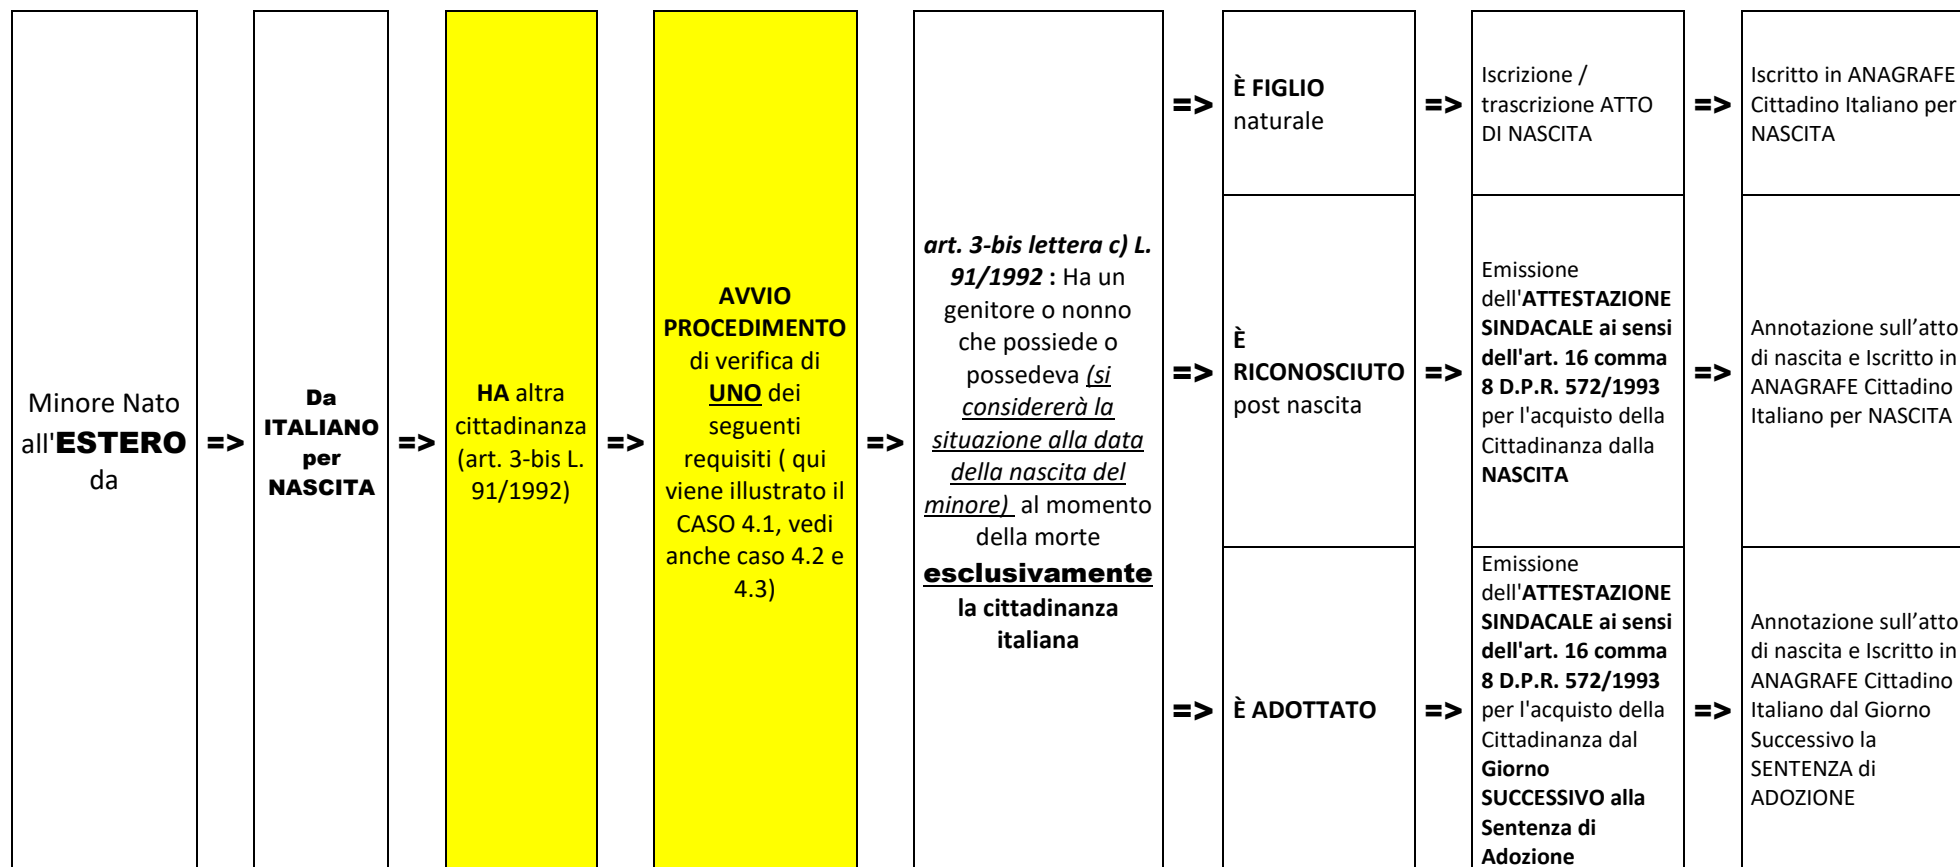 Minore Nato
all'ESTERO
da
=>
Da
ITALIANO
per
NASCITA
=>
HA altra
cittadinanza
(art. 3-bis L.
91/1992)
=>
AVVIO
PROCEDIMENTO
di verifica di
UNO dei
seguenti
requisiti ( qui
viene illustrato il
CASO 4.1, vedi
anche caso 4.2 e
4.3)
=>
art. 3-bis lettera c) L.
91/1992 : Ha un
genitore o nonno
che possiede o
possedeva (si
considererà la
situazione alla data
della nascita del
minore) al momento
della morte
esclusivamente
la cittadinanza
italiana
=>
È FIGLIO
naturale
=>
Iscrizione /
trascrizione ATTO
DI NASCITA
=>
Iscritto in ANAGRAFE
Cittadino Italiano per
NASCITA
=>
È
RICONOSCIUTO
post nascita
=>
Emissione
dell'ATTESTAZIONE
SINDACALE ai sensi
dell'art. 16 comma
8 D.P.R. 572/1993
per l'acquisto della
Cittadinanza dalla
NASCITA
=>
Annotazione sull’atto
di nascita e Iscritto in
ANAGRAFE Cittadino
Italiano per NASCITA
=>
È ADOTTATO
=>
Emissione
dell'ATTESTAZIONE
SINDACALE ai sensi
dell'art. 16 comma
8 D.P.R. 572/1993
per l'acquisto della
Cittadinanza dal
Giorno
SUCCESSIVO alla
Sentenza di
Adozione
=>
Annotazione sull’atto
di nascita e Iscritto in
ANAGRAFE Cittadino
Italiano dal Giorno
Successivo la
SENTENZA di
ADOZIONE